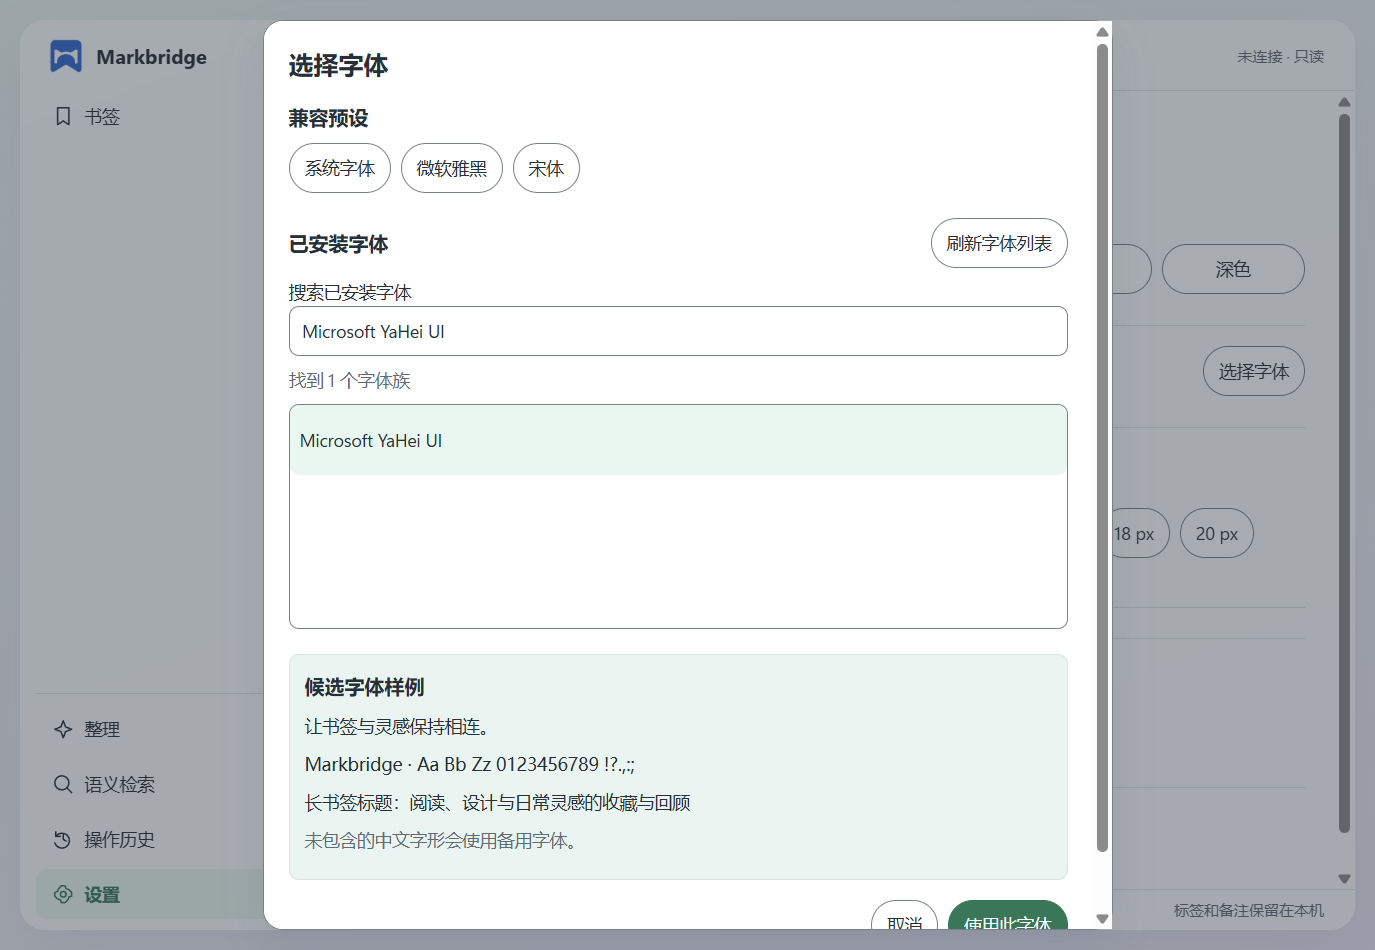 Markbridge
未连接 · 只读
书签
选择字体
兼容预设
系统字体
微软雅黑
宋体
已安装字体
刷新字体列表
深色
搜索已安装字体
Microsoft YaHei UI
选择字体
找到 1 个字体族
Microsoft YaHei UI
18 px
20 px
候选字体样例
让书签与灵感保持相连。
Markbridge · Aa Bb Zz 0123456789 !?.,:;
长书签标题：阅读、设计与日常灵感的收藏与回顾
未包含的中文字形会使用备用字体。
整理
语义检索
操作历史
设置
取消
使用此字体
标签和备注保留在本机